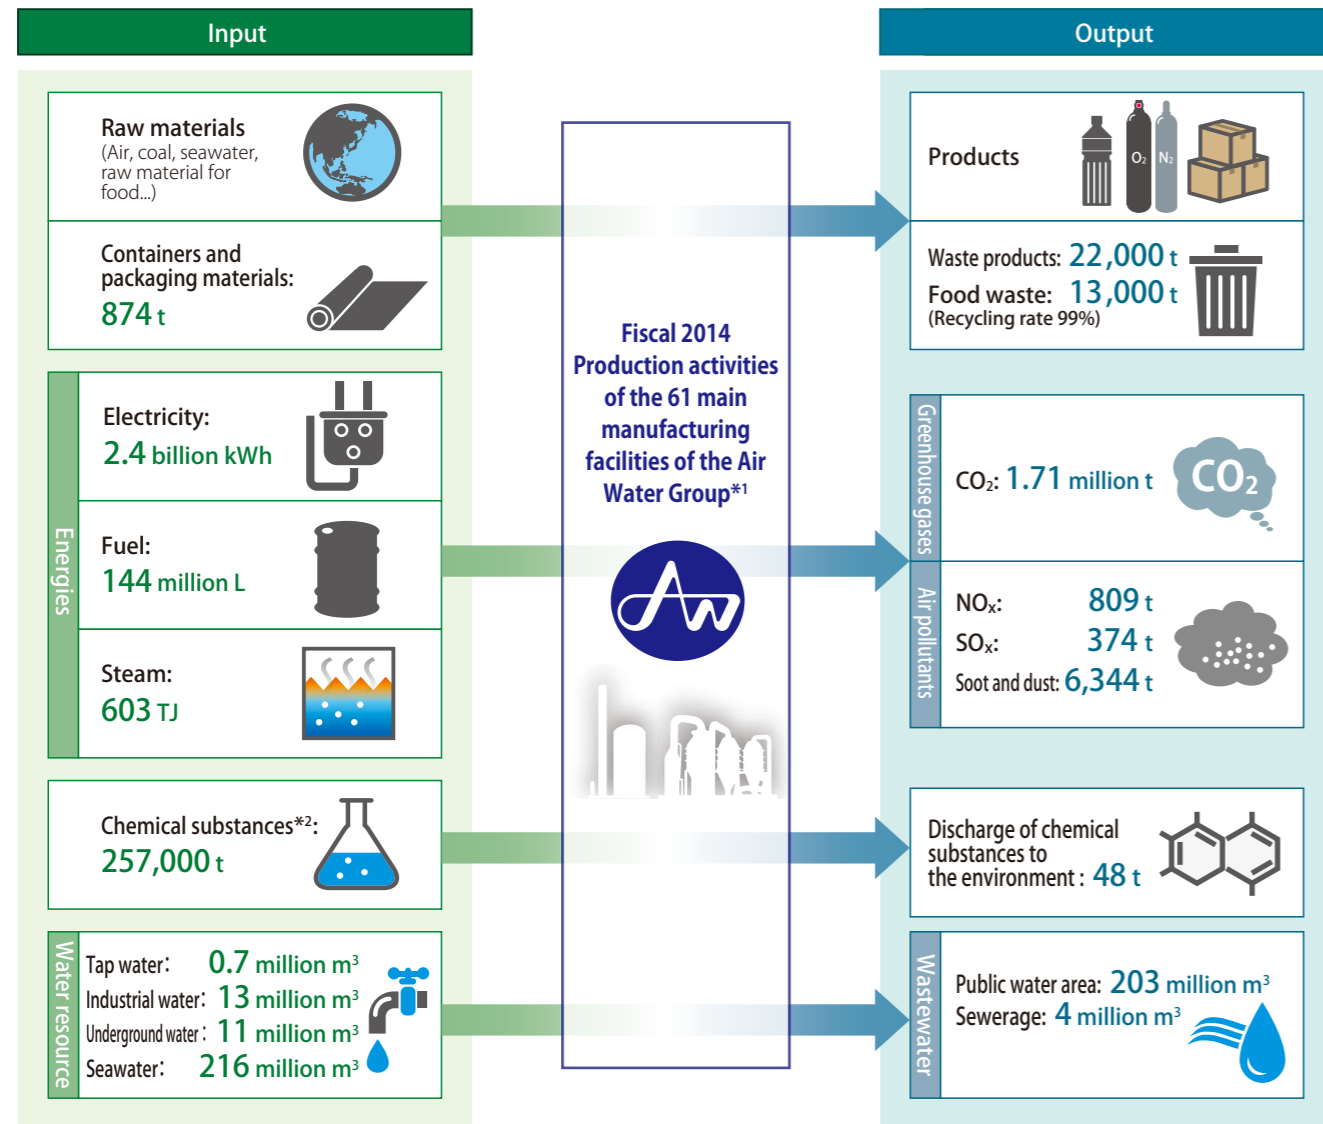 Input
Raw materials
(Air, coal, seawater,
raw material for
food...)
Containers and
packaging materials:
874 t
Energies
Electricity:
2.4 billion kWh
Fuel:
144 million L
Steam:
603 TJ
Chemical substances*2:
257,000 t
Water resource
Tap water: 0.7 million m3
Industrial water: 13 million m3
Underground water: 11 million m3
Seawater: 216 million m3
Fiscal 2014
Production activities
of the 61 main
manufacturing
facilities of the Air
Water Group*1
AW
Output
Products
O2 N2
Waste products: 22,000 t
Food waste: 13,000 t
(Recycling rate 99%)
Greenhouse gases
CO2: 1.71 million t
CO2
Air pollutants
NOx: 809 t
SOx: 374 t
Soot and dust: 6,344 t
Discharge of chemical
substances to
the environment : 48 t
Wastewater
Public water area: 203 million m3
Sewerage: 4 million m3